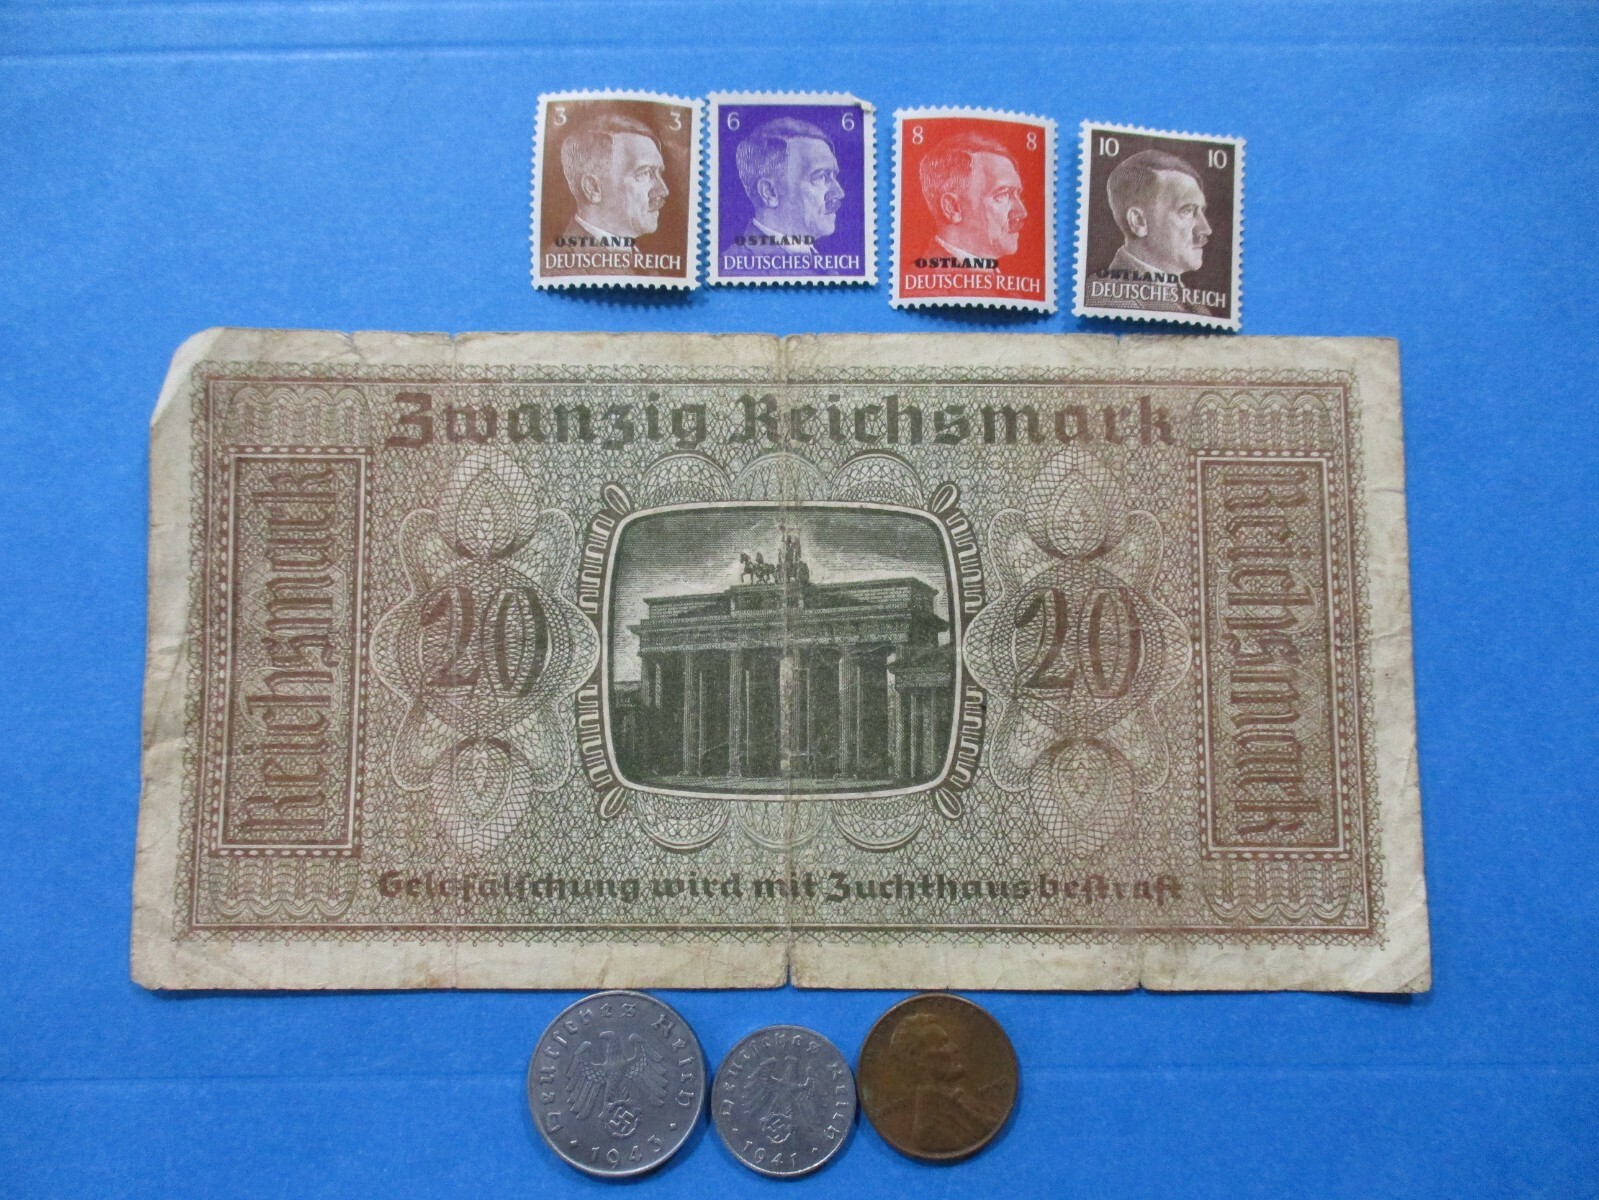 3 3
OSTLAND
DEUTSCHES REICH
6 6
OSTLAND
DEUTSCHES REICH
8 8
OSTLAND
DEUTSCHES REICH
10 10
OSTLAND
DEUTSCHES REICH
Zwanzig Reichsmark
Reichsmark
20
20
Reichsmark
Geldfälschung wird mit Zuchthaus bestraft
Deutsches Reich
1943
Deutsches Reich
1941